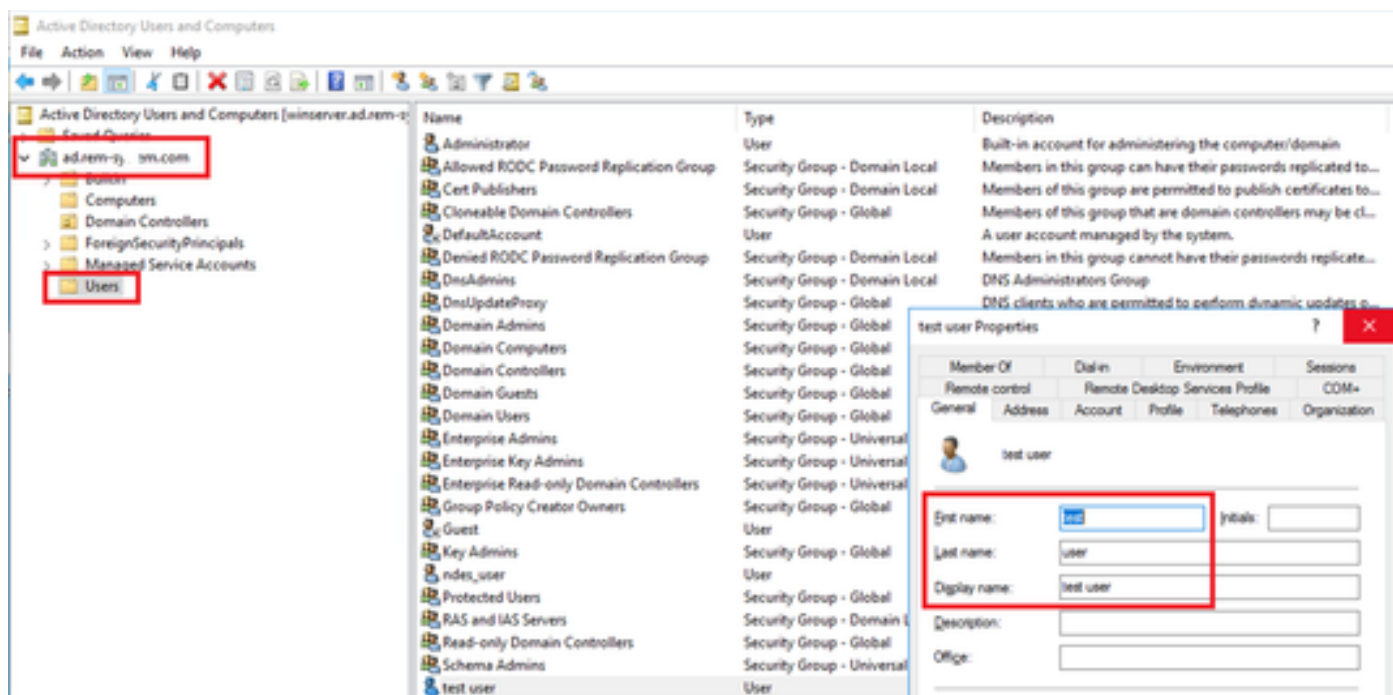 Active Directory Users and Computers
File Action View Help
Active Directory Users and Computers [winserver.ad.rem-sy
Saved Queries
ad.rem-sy em.com
Builtin
Computers
Domain Controllers
ForeignSecurityPrincipals
Managed Service Accounts
Users
Name Type Description
Administrator User Built-in account for administering the computer/domain
Allowed RODC Password Replication Group Security Group - Domain Local Members in this group can have their passwords replicated to...
Cert Publishers Security Group - Domain Local Members of this group are permitted to publish certificates to...
Cloneable Domain Controllers Security Group - Global Members of this group that are domain controllers may be cl...
DefaultAccount User A user account managed by the system.
Denied RODC Password Replication Group Security Group - Domain Local Members in this group cannot have their passwords replicate...
DnsAdmins Security Group - Domain Local DNS Administrators Group
DnsUpdateProxy Security Group - Global DNS clients who are permitted to perform dynamic updates o...
Domain Admins Security Group - Global
Domain Computers Security Group - Global
Domain Controllers Security Group - Global
Domain Guests Security Group - Global
Domain Users Security Group - Global
Enterprise Admins Security Group - Universal
Enterprise Key Admins Security Group - Universal
Enterprise Read-only Domain Controllers Security Group - Universal
Group Policy Creator Owners Security Group - Global
Guest User
Key Admins Security Group - Global
ndes_user User
Protected Users Security Group - Global
RAS and IAS Servers Security Group - Domain L
Read-only Domain Controllers Security Group - Global
Schema Admins Security Group - Universal
test user User
test user Properties ?
Member Of Dial-in Environment Sessions
Remote control Remote Desktop Services Profile COM+
General Address Account Profile Telephones Organization
test user
First name: test Initials:
Last name: user
Display name: test user
Description:
Office: